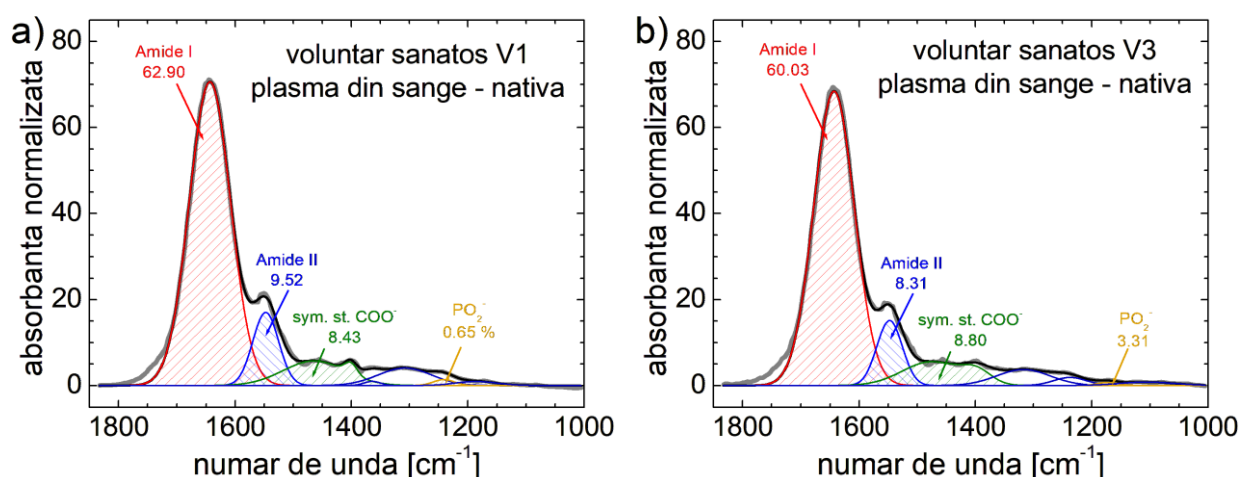 a)
80
60
40
20
0
absorbanta normalizata
voluntar sanatos V1
plasma din sange - nativa
Amide I
62.90
Amide II
9.52
sym. st. COO⁻
8.43
PO₂⁻
0.65 %
1800 1600 1400 1200 1000
numar de unda [cm⁻¹]
b)
80
60
40
20
0
absorbanta normalizata
voluntar sanatos V3
plasma din sange - nativa
Amide I
60.03
Amide II
8.31
sym. st. COO⁻
8.80
PO₂⁻
3.31
1800 1600 1400 1200 1000
numar de unda [cm⁻¹]